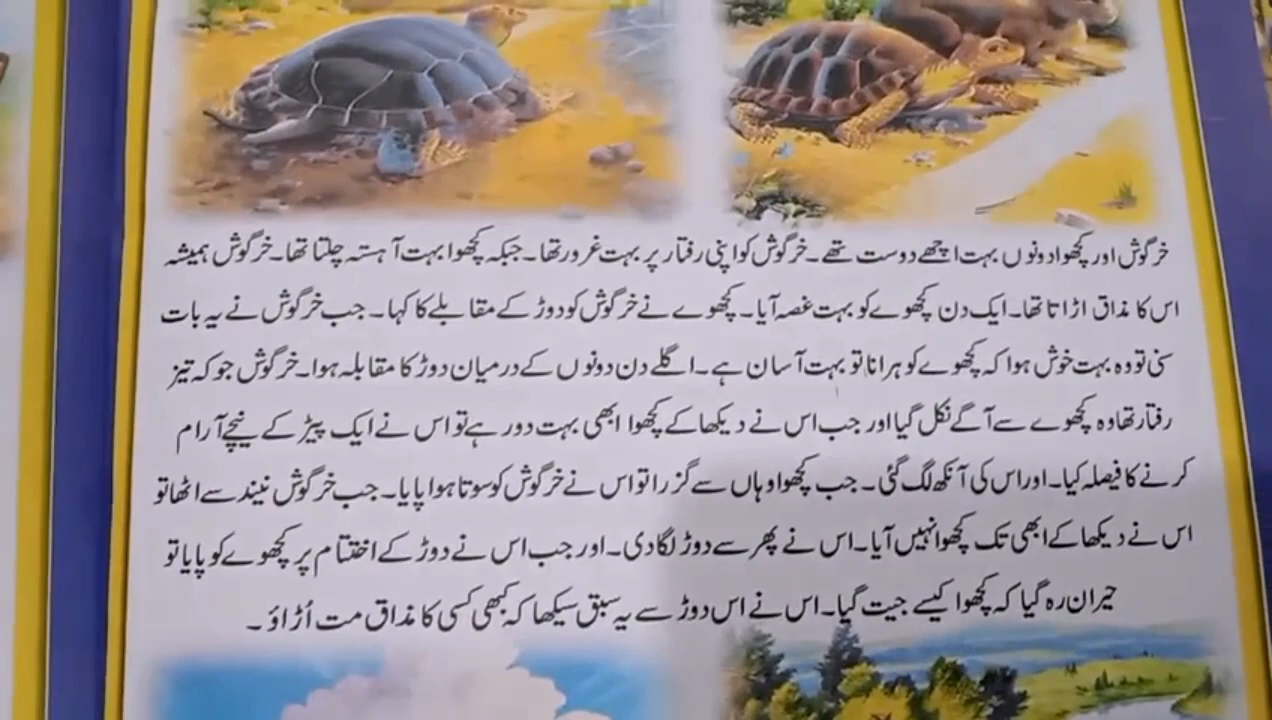 خرگوش اور کچھوا دونوں بہت اچھے دوست تھے۔ خرگوش کو اپنی رفتار پر بہت غرور تھا۔ جبکہ کچھوا بہت آہستہ چلتا تھا۔ خرگوش ہمیشہ
اس کا مذاق اڑاتا تھا۔ ایک دن کچھوے کو بہت غصہ آیا۔ کچھوے نے خرگوش کو دوڑ کے مقابلے کا کہا۔ جب خرگوش نے یہ بات
سنی تو وہ بہت خوش ہوا کہ کچھوے کو ہرانا تو بہت آسان ہے۔ اگلے دن دونوں کے درمیان دوڑ کا مقابلہ ہوا۔ خرگوش جو کہ تیز
رفتار تھا وہ کچھوے سے آگے نکل گیا اور جب اس نے دیکھا کے کچھوا ابھی بہت دور ہے تو اس نے ایک پیڑ کے نیچے آرام
کرنے کا فیصلہ کیا۔ اور اس کی آنکھ لگ گئی۔ جب کچھوا وہاں سے گزرا تو اس نے خرگوش کو سوتا ہوا پایا۔ جب خرگوش نیند سے اٹھا تو
اس نے دیکھا کے ابھی تک کچھوا نہیں آیا۔ اس نے پھر سے دوڑ لگا دی۔ اور جب اس نے دوڑ کے اختتام پر کچھوے کو پایا تو
حیران رہ گیا کہ کچھوا کیسے جیت گیا۔ اس نے اس دوڑ سے یہ سبق سیکھا کہ کبھی کسی کا مذاق مت اُڑاؤ۔